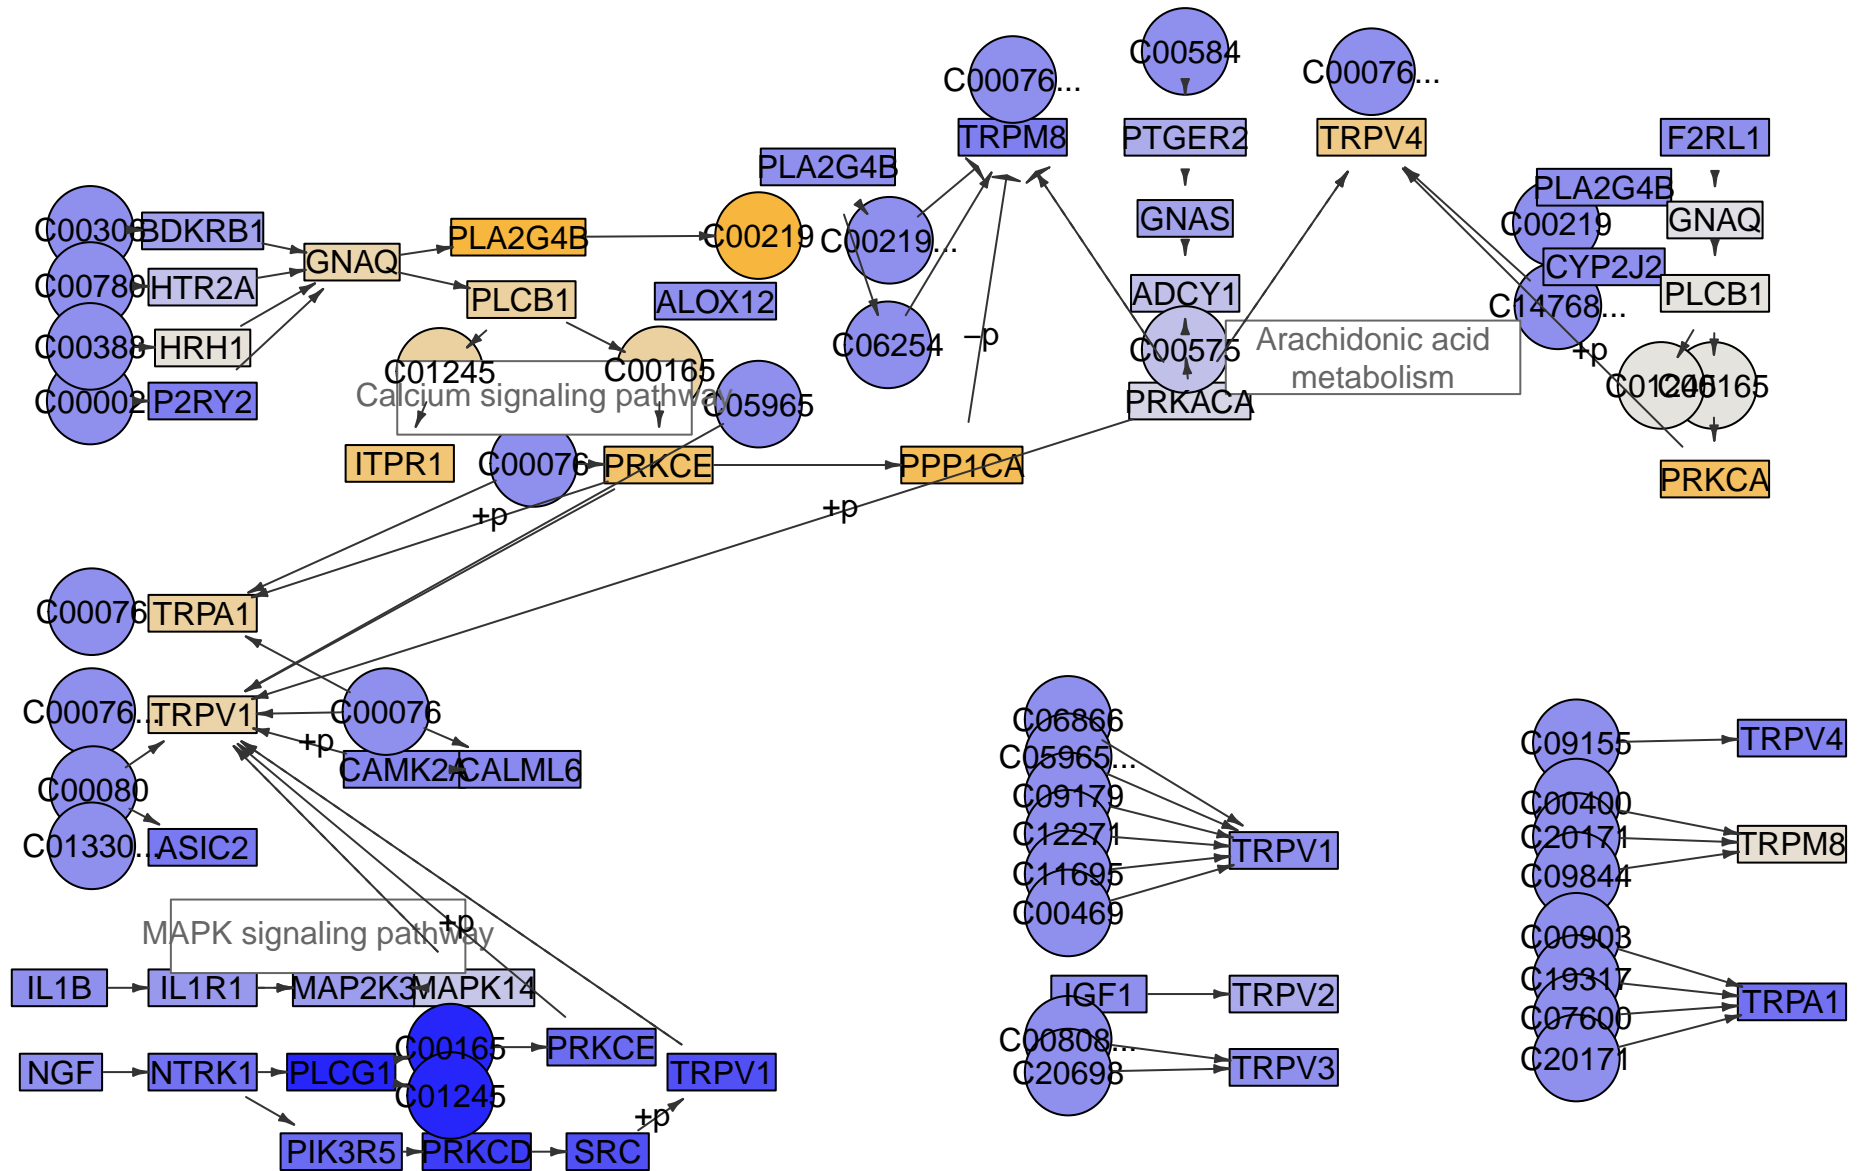 C00584
C00076...
C00076...
TRPM8
PTGER2
TRPV4
F2RL1
PLA2G4B
PLA2G4B
BDKRB1
PLA2G4B
C00219
C00219...
GNAS
C00219
GNAQ
GNAQ
C00780
HTR2A
PLCB1
ALOX12
ADCY1
CYP2J2
PLCB1
C14768...
C00388
HRH1
C01245
C00165
C06254
–p
C00575
Arachidonic acid
metabolism
+p
C00002
P2RY2
Calcium signaling pathway
C05965
PRKACA
C00165
ITPR1
C00076
PRKCE
PPP1CA
PRKCA
+p
+p
C00076
TRPA1
C00076...
TRPV1
C00076
+p
CAMK2A
CALML6
C00080
C01330...
ASIC2
C06866
C05965...
C09179
C12271
C11695
C00469
TRPV1
C09155
TRPV4
C00400
C20171
C09844
TRPM8
MAPK signaling pathway
+p
IL1B
IL1R1
MAP2K3
MAPK14
IGF1
TRPV2
C00903
C19317
C07600
C20171
TRPA1
C00165
PRKCE
C00808...
C20698
TRPV3
NGF
NTRK1
PLCG1
C01245
TRPV1
+p
PIK3R5
PRKCD
SRC